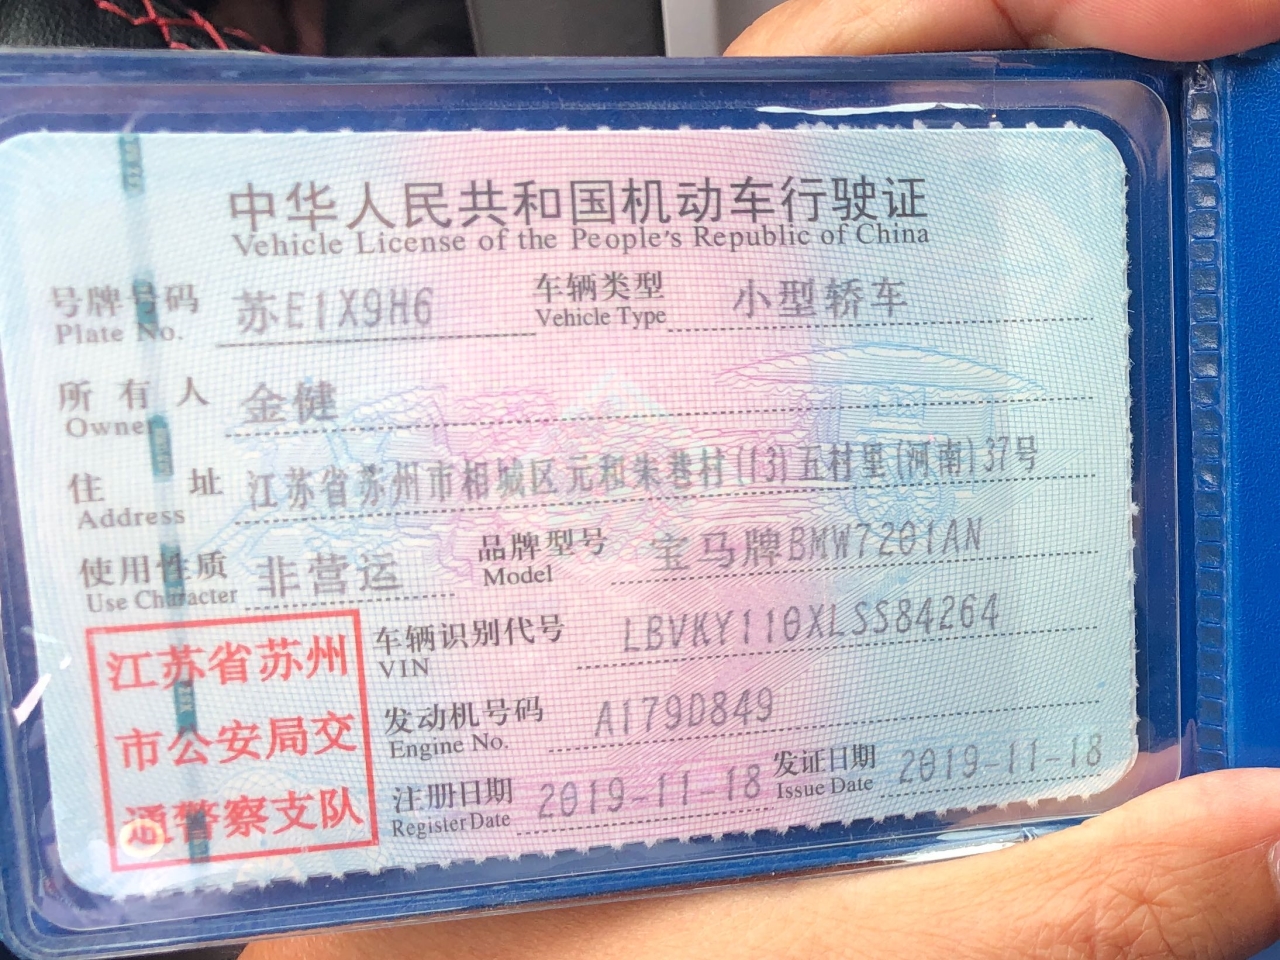 中华人民共和国机动车行驶证
Vehicle License of the People's Republic of China
号牌号码 苏E1X9H6 车辆类型 小型轿车
Plate No. Vehicle Type
所有人 金健
Owner
住址 江苏省苏州市相城区元和朱巷村(13)五村里(河南)37号
Address
使用性质 非营运 品牌型号 宝马牌BMW7201AN
Use Character Model
车辆识别代号 LBVKY110XLSS84264
VIN
发动机号码 A179D849
Engine No.
注册日期 2019-11-18 发证日期 2019-11-18
Register Date Issue Date
江苏省苏州
市公安局交
通警察支队